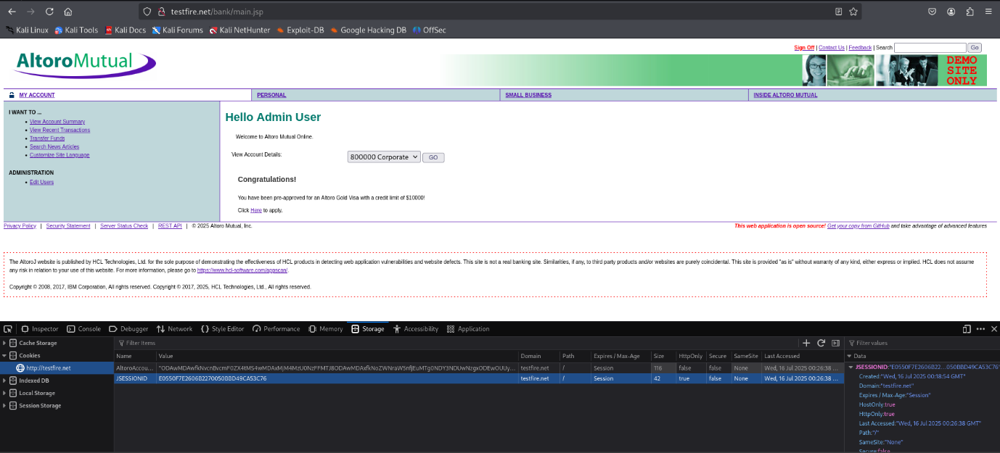 testfire.net/bank/main.jsp
Kali Linux Kali Tools Kali Docs Kali Forums Kali NetHunter Exploit-DB Google Hacking DB OffSec
Sign Off | Contact Us | Feedback | Search Go
AltoroMutual
DEMO
SITE
ONLY
MY ACCOUNT PERSONAL SMALL BUSINESS INSIDE ALTORO MUTUAL
I WANT TO ...
View Account Summary
View Recent Transactions
Transfer Funds
Search News Articles
Customize Site Language
ADMINISTRATION
Edit Users
Hello Admin User
Welcome to Altoro Mutual Online.
View Account Details: 800000 Corporate GO
Congratulations!
You have been pre-approved for an Altoro Gold Visa with a credit limit of $10000!
Click Here to apply.
Privacy Policy | Security Statement | Server Status Check | REST API | © 2025 Altoro Mutual, Inc.
This web application is open source! Get your copy from GitHub and take advantage of advanced features
The AltoroJ website is published by HCL Technologies, Ltd. for the sole purpose of demonstrating the effectiveness of HCL products in detecting web application vulnerabilities and website defects. This site is not a real banking site. Similarities, if any, to third party products and/or websites are purely coincidental. This site is provided "as is" without warranty of any kind, either express or implied. HCL does not assume
any risk in relation to your use of this website. For more information, please go to https://www.hcl-software.com/appscan/.
Copyright © 2008, 2017, IBM Corporation, All rights reserved. Copyright © 2017, 2025, HCL Technologies, Ltd., All rights reserved.
Inspector Console Debugger Network Style Editor Performance Memory Storage Accessibility Application
Cache Storage
Cookies
http://testfire.net
Indexed DB
Local Storage
Session Storage
Filter Items
Name Value Domain Path Expires / Max-Age Size HttpOnly Secure SameSite Last Accessed
AltoroAccou... testfire.net / Session 116 false false None Wed, 16 Jul 2025 00:26:38 ...
JSESSIONID E0550F7E2606B2270050BBD49CA53C76 testfire.net / Session 42 true false None Wed, 16 Jul 2025 00:26:38 ...
Filter values
Data
JSESSIONID:"E0550F7E2606B22...050BBD49CA53C76"
Created:"Wed, 16 Jul 2025 00:18:54 GMT"
Domain:"testfire.net"
Expires / Max-Age:"Session"
HostOnly:true
HttpOnly:true
Last Accessed:"Wed, 16 Jul 2025 00:26:38 GMT"
Path:"/"
SameSite:"None"
Secure:false